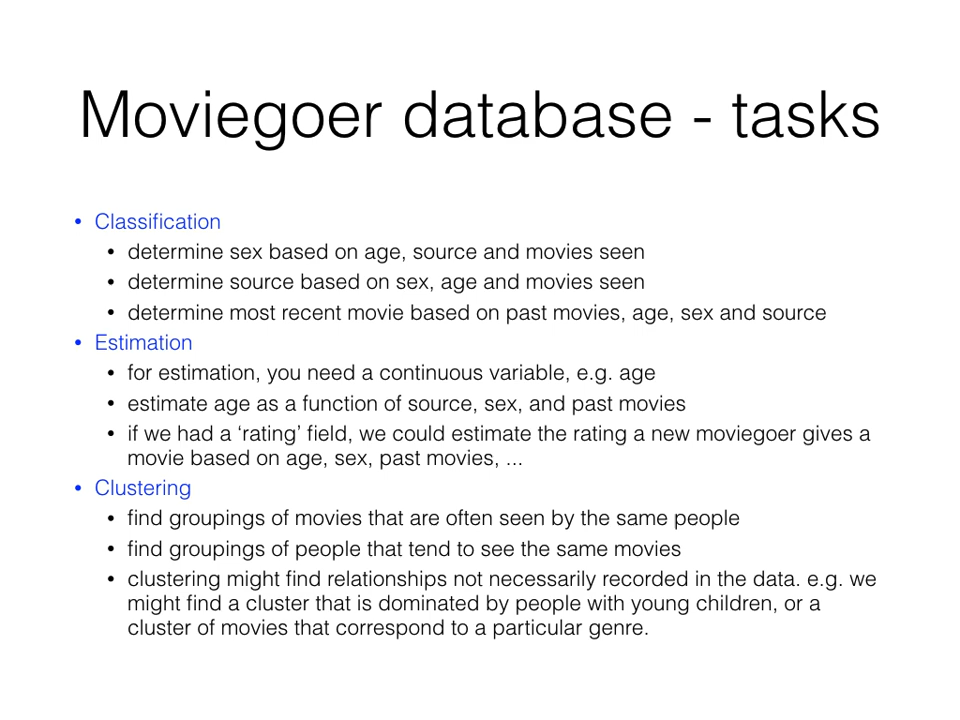 Moviegoer database - tasks
• Classification
• determine sex based on age, source and movies seen
• determine source based on sex, age and movies seen
• determine most recent movie based on past movies, age, sex and source
• Estimation
• for estimation, you need a continuous variable, e.g. age
• estimate age as a function of source, sex, and past movies
• if we had a ‘rating’ field, we could estimate the rating a new moviegoer gives a
movie based on age, sex, past movies, ...
• Clustering
• find groupings of movies that are often seen by the same people
• find groupings of people that tend to see the same movies
• clustering might find relationships not necessarily recorded in the data. e.g. we
might find a cluster that is dominated by people with young children, or a
cluster of movies that correspond to a particular genre.